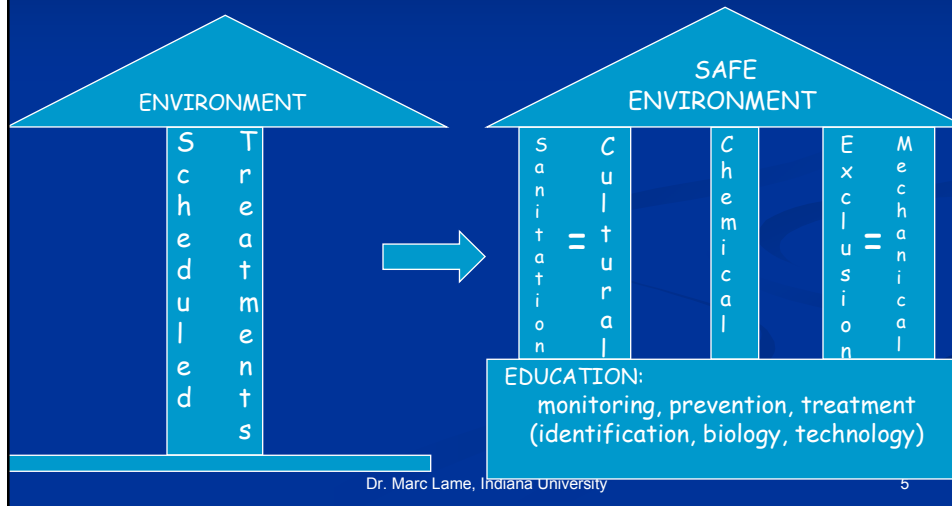 ENVIRONMENT
Scheduled
Treatments
SAFE
ENVIRONMENT
Sanitation
=
Cultural
Chemical
Exclusion
=
Mechanical
EDUCATION:
monitoring, prevention, treatment
(identification, biology, technology)
Dr. Marc Lame, Indiana University
5